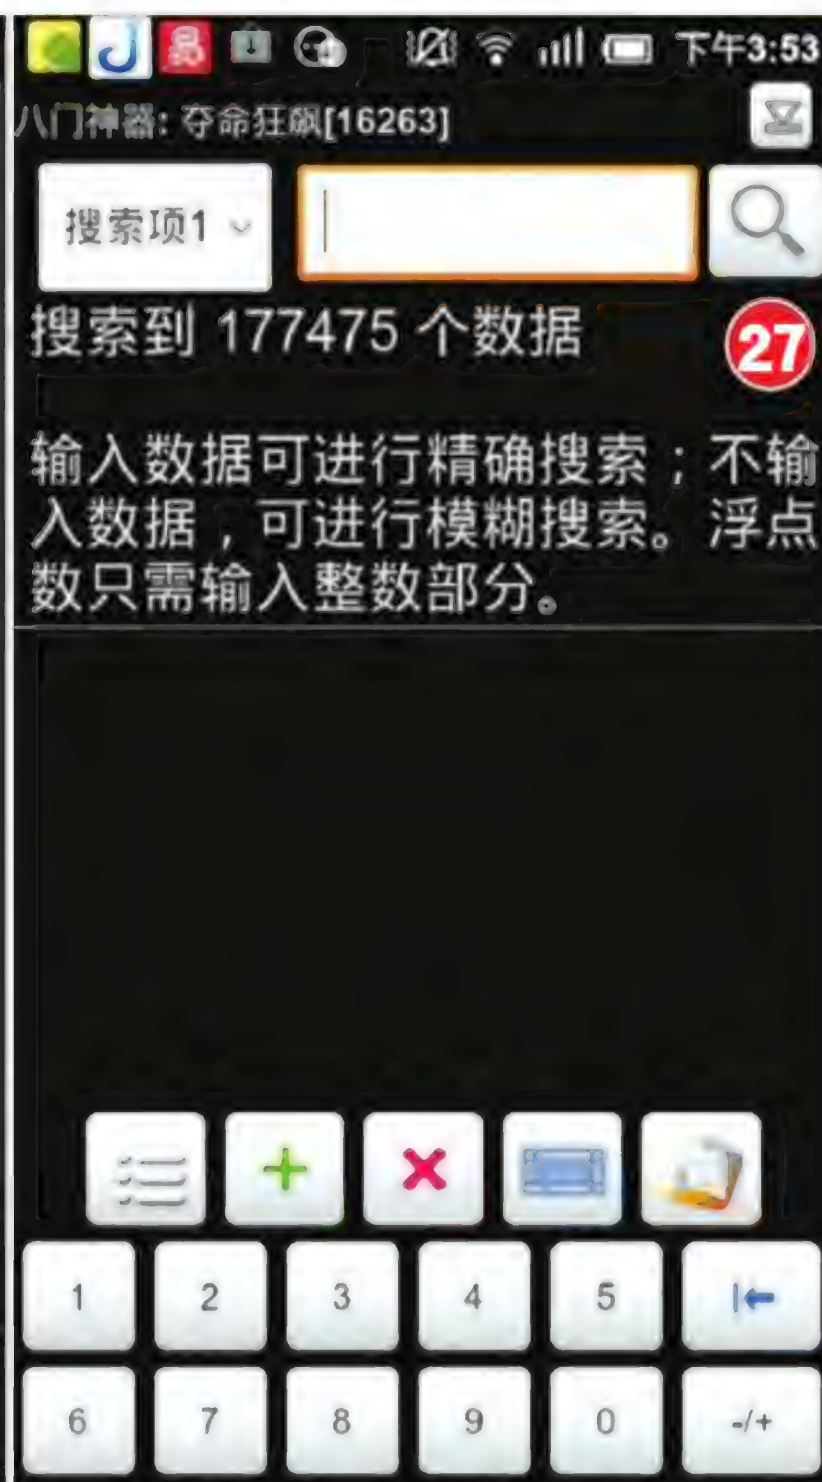 下午3:53
八门神器: 夺命狂飙[16263]
搜索项1
搜索到 177475 个数据
27
输入数据可进行精确搜索；不输
入数据，可进行模糊搜索。浮点
数只需输入整数部分。
1 2 3 4 5
6 7 8 9 0 -/+